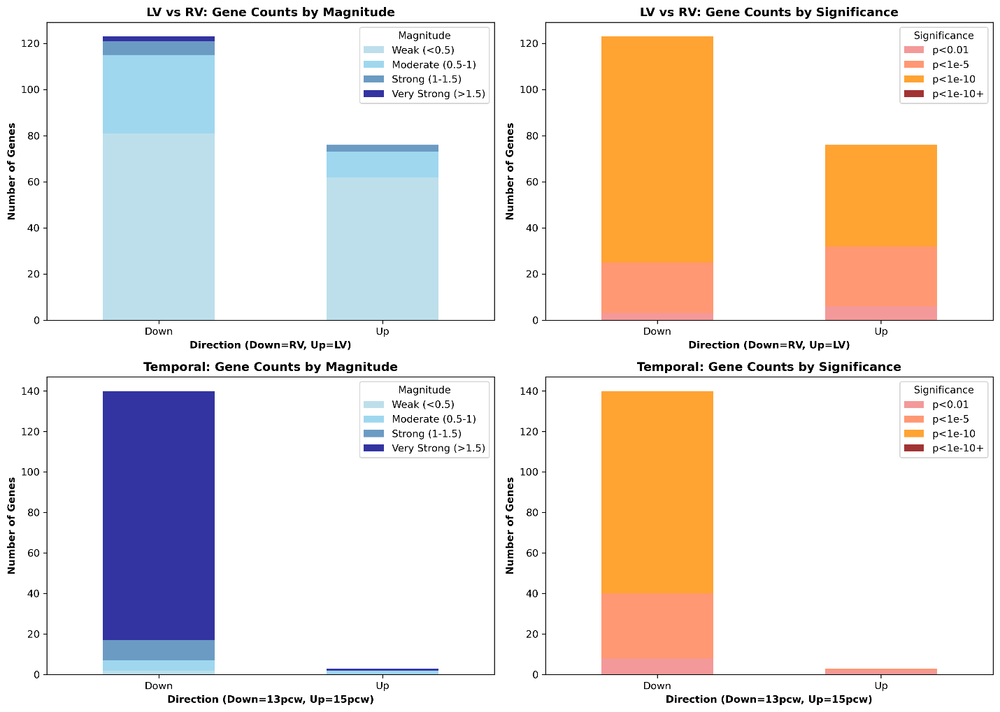 LV vs RV: Gene Counts by Magnitude
Number of Genes
120
100
80
60
40
20
0
Magnitude
Weak (<0.5)
Moderate (0.5-1)
Strong (1-1.5)
Very Strong (>1.5)
Down
Up
Direction (Down=RV, Up=LV)
LV vs RV: Gene Counts by Significance
Number of Genes
120
100
80
60
40
20
0
Significance
p<0.01
p<1e-5
p<1e-10
p<1e-10+
Down
Up
Direction (Down=RV, Up=LV)
Temporal: Gene Counts by Magnitude
Number of Genes
140
120
100
80
60
40
20
0
Magnitude
Weak (<0.5)
Moderate (0.5-1)
Strong (1-1.5)
Very Strong (>1.5)
Down
Up
Direction (Down=13pcw, Up=15pcw)
Temporal: Gene Counts by Significance
Number of Genes
140
120
100
80
60
40
20
0
Significance
p<0.01
p<1e-5
p<1e-10
p<1e-10+
Down
Up
Direction (Down=13pcw, Up=15pcw)